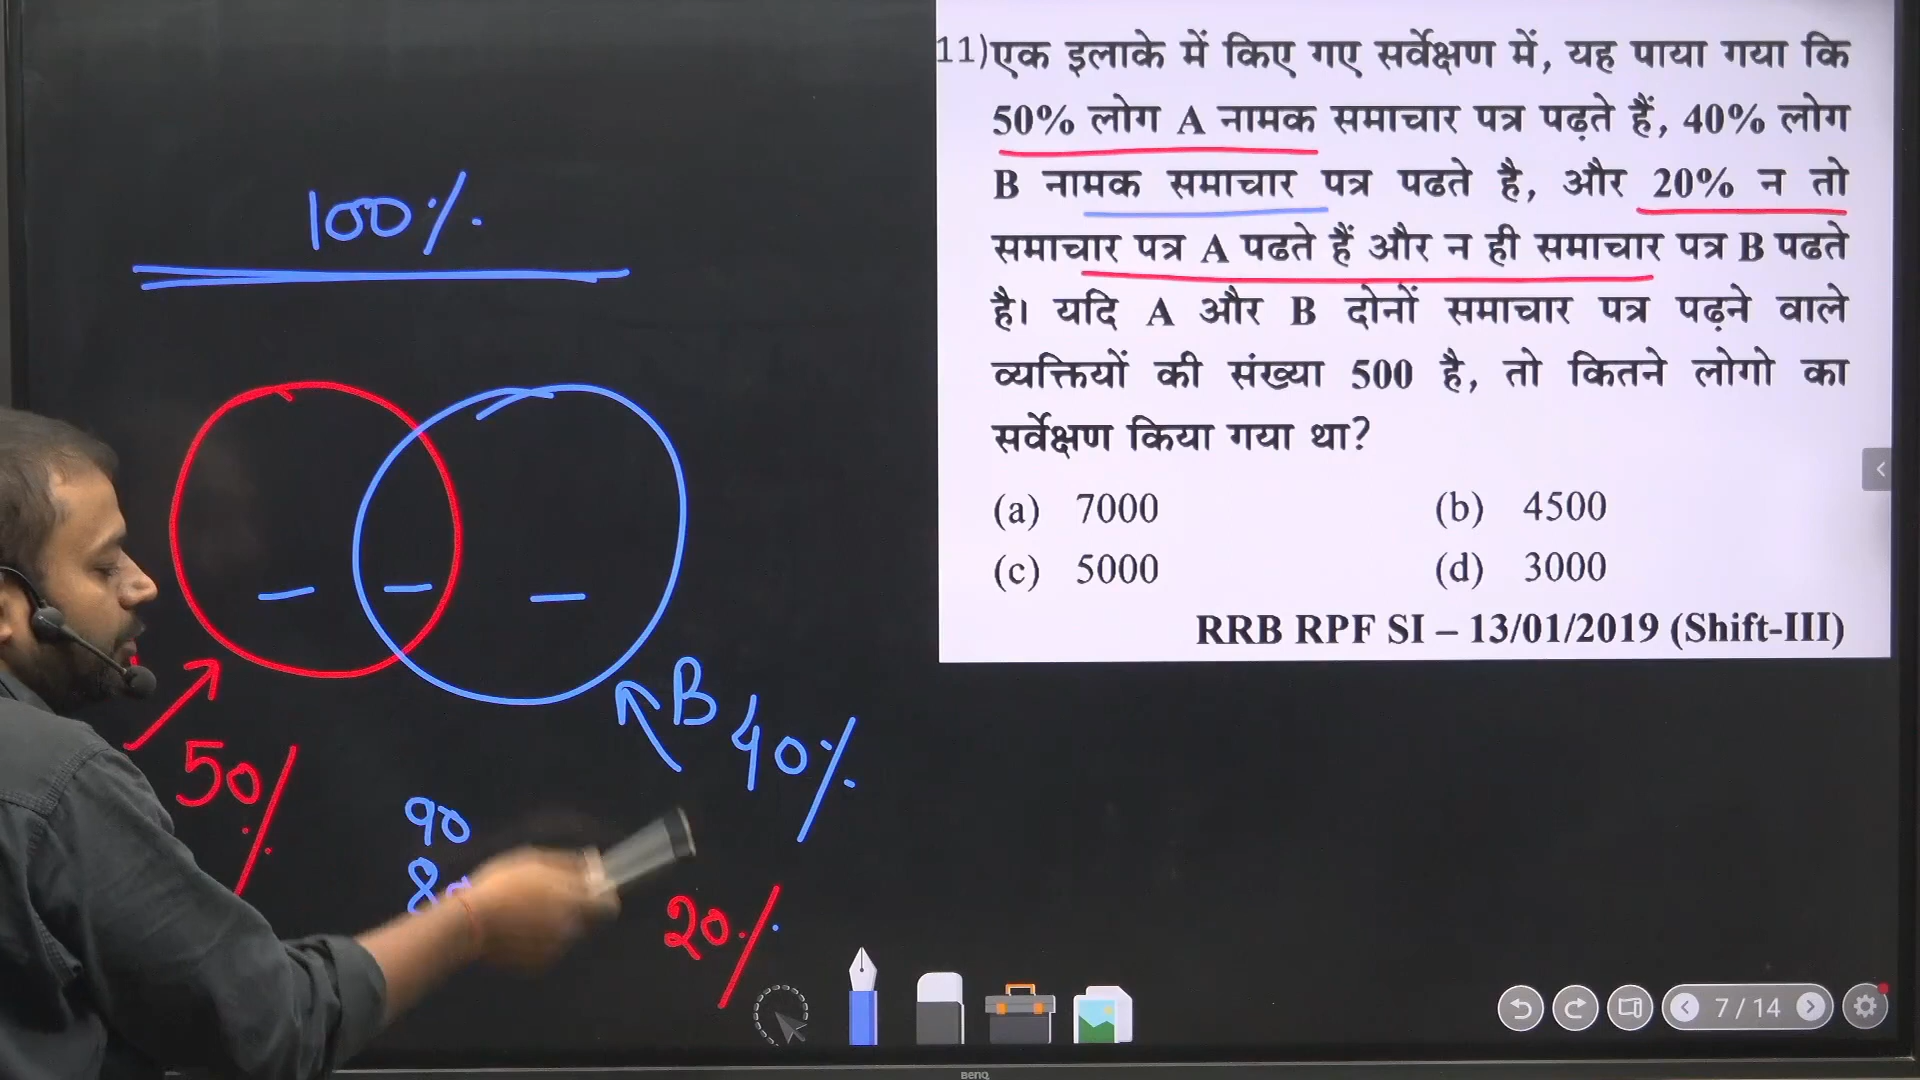 11) एक इलाके में किए गए सर्वेक्षण में, यह पाया गया कि
50% लोग A नामक समाचार पत्र पढ़ते हैं, 40% लोग
B नामक समाचार पत्र पढते है, और 20% न तो
समाचार पत्र A पढते हैं और न ही समाचार पत्र B पढते
है। यदि A और B दोनों समाचार पत्र पढ़ने वाले
व्यक्तियों की संख्या 500 है, तो कितने लोगो का
सर्वेक्षण किया गया था?
(a) 7000 (b) 4500
(c) 5000 (d) 3000
RRB RPF SI – 13/01/2019 (Shift-III)
100%
B 40%
50%
90
20%
7 / 14
BenQ